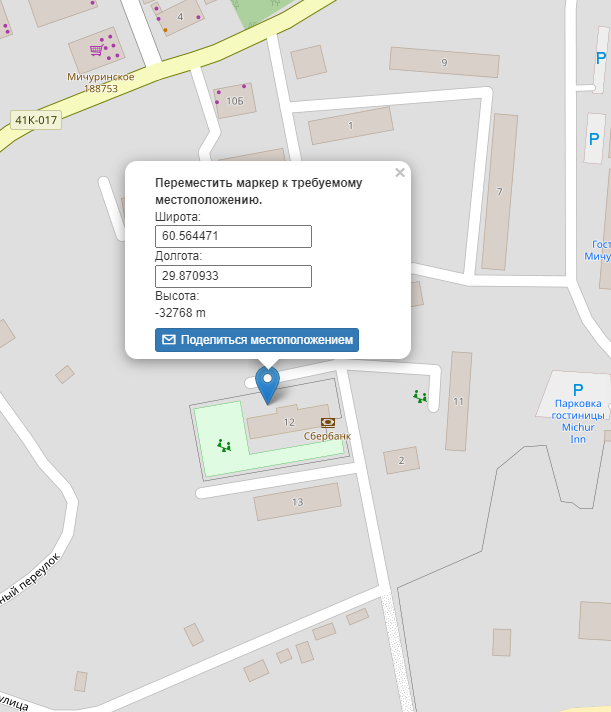 4
Мичуринское
188753
9
10Б
41К-017
1
P
P
7
Переместить маркер к требуемому
местоположению.
×
Широта:
60.564471
Долгота:
29.870933
Высота:
-32768 m
Поделиться местоположением
Гост
Мичу
P
Парковка
гостиницы
Michur
Inn
11
12
Сбербанк
2
13
ный переулок
улица